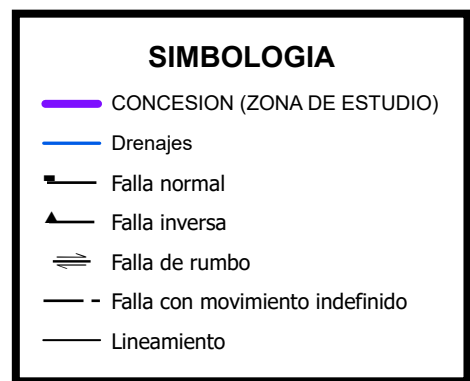 SIMBOLOGIA
CONCESION (ZONA DE ESTUDIO)
Drenajes
Falla normal
Falla inversa
Falla de rumbo
Falla con movimiento indefinido
Lineamiento